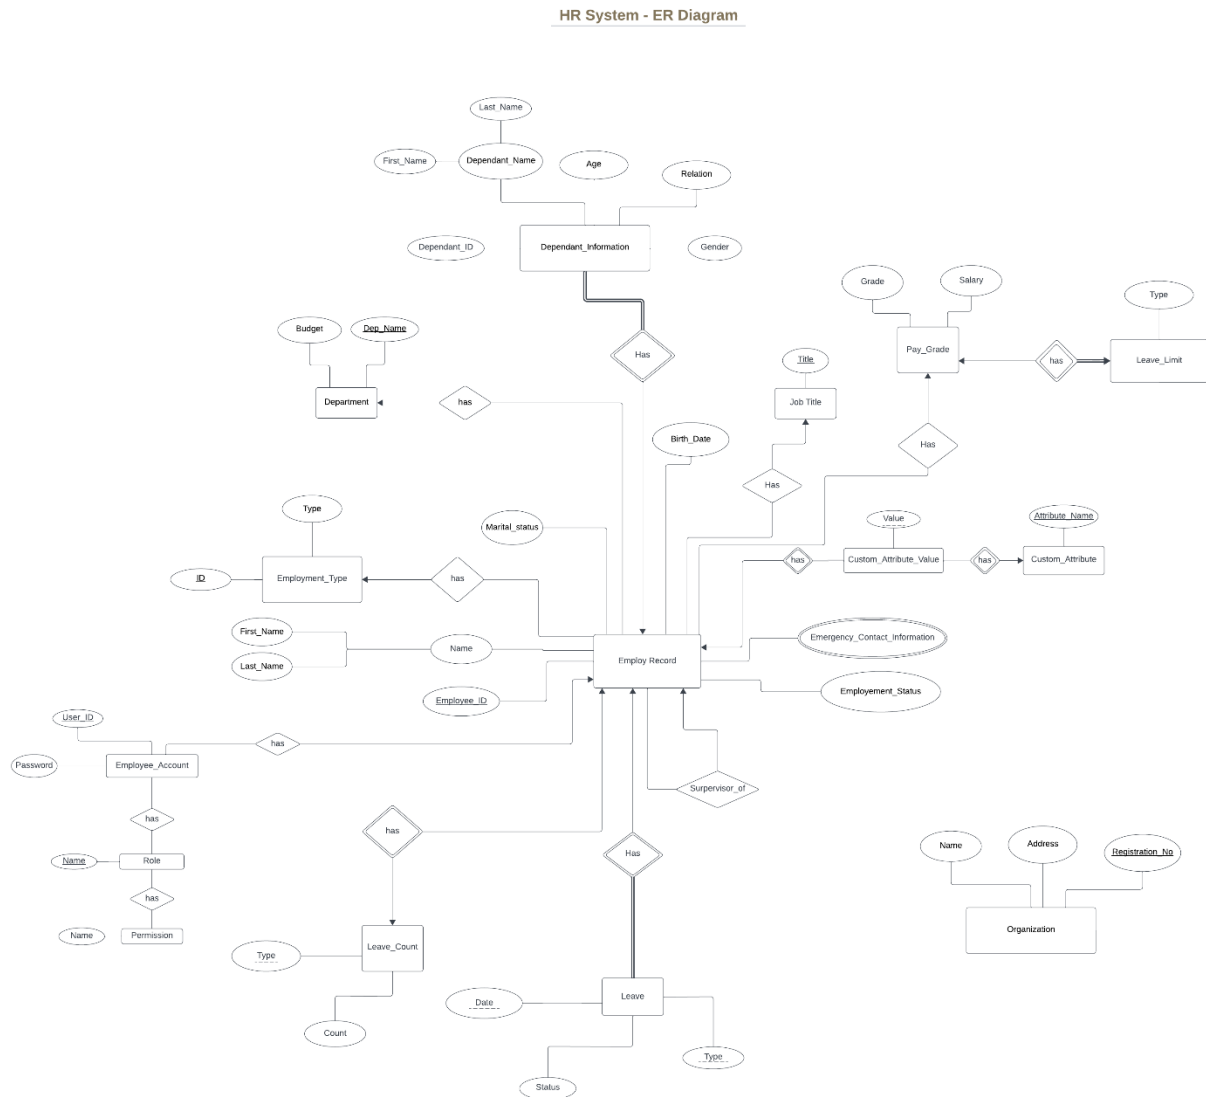 HR System - ER Diagram
Last_Name
First_Name
Dependant_Name
Age
Relation
Dependant_ID
Dependant_Information
Gender
Grade
Salary
Type
Budget
Dep_Name
Has
Pay_Grade
has
Leave_Limit
Title
Department
has
Job Title
Birth_Date
Has
Has
Type
Marital_status
Value
Attribute_Name
has
Custom_Attribute_Value
has
Custom_Attribute
ID
Employment_Type
has
First_Name
Name
Last_Name
Employ Record
Emergency_Contact_Information
Employee_ID
Employement_Status
User_ID
has
Password
Employee_Account
Surpervisor_of
has
has
Has
Name
Address
Registration_No
Name
Role
has
Name
Permission
Organization
Type
Leave_Count
Date
Leave
Count
Type
Status